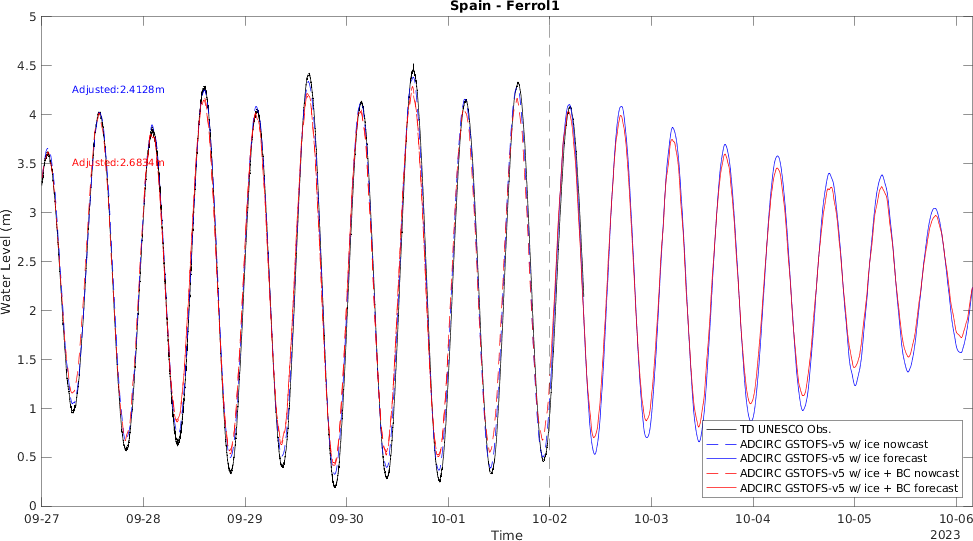 Spain - Ferrol1
Water Level (m)
5
4.5
4
3.5
3
2.5
2
1.5
1
0.5
0
Adjusted:2.4128m
Adjusted:2.6834m
TD UNESCO Obs.
ADCIRC GSTOFS-v5 w/ ice nowcast
ADCIRC GSTOFS-v5 w/ ice forecast
ADCIRC GSTOFS-v5 w/ ice + BC nowcast
ADCIRC GSTOFS-v5 w/ ice + BC forecast
09-27 09-28 09-29 09-30 10-01 10-02 10-03 10-04 10-05 10-06
2023
Time